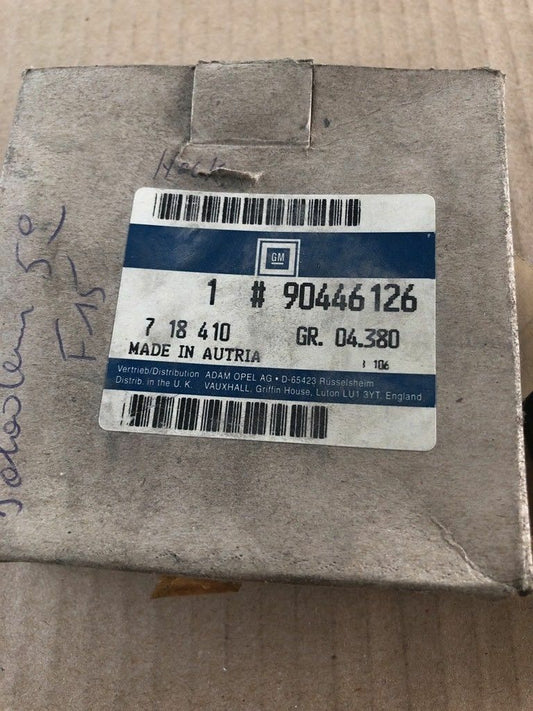 GM
1 # 90446126
7 18 410 GR. 04.380
MADE IN AUTRIA
106
Vertrieb/Distribution ADAM OPEL AG • D-65423 Rüsselsheim
Distrib. in the U. K. VAUXHALL, Griffin House, Luton LU1 3YT, England
F15